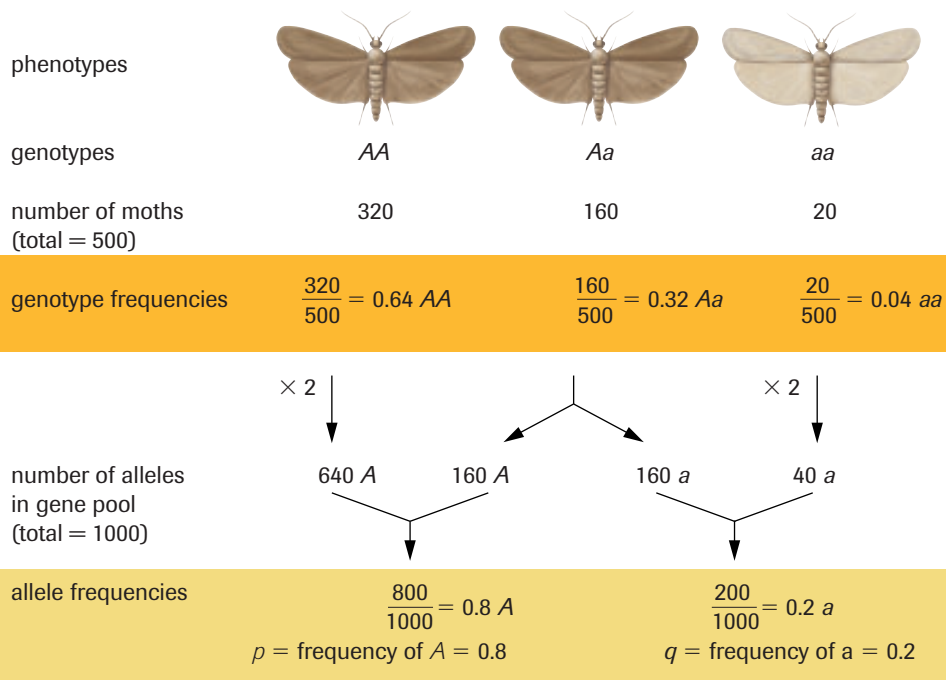 phenotypes
genotypes AA Aa aa
number of moths 320 160 20
(total = 500)
genotype frequencies 320/500 = 0.64 AA 160/500 = 0.32 Aa 20/500 = 0.04 aa
× 2 × 2
number of alleles 640 A 160 A 160 a 40 a
in gene pool
(total = 1000)
allele frequencies 800/1000 = 0.8 A 200/1000 = 0.2 a
p = frequency of A = 0.8 q = frequency of a = 0.2